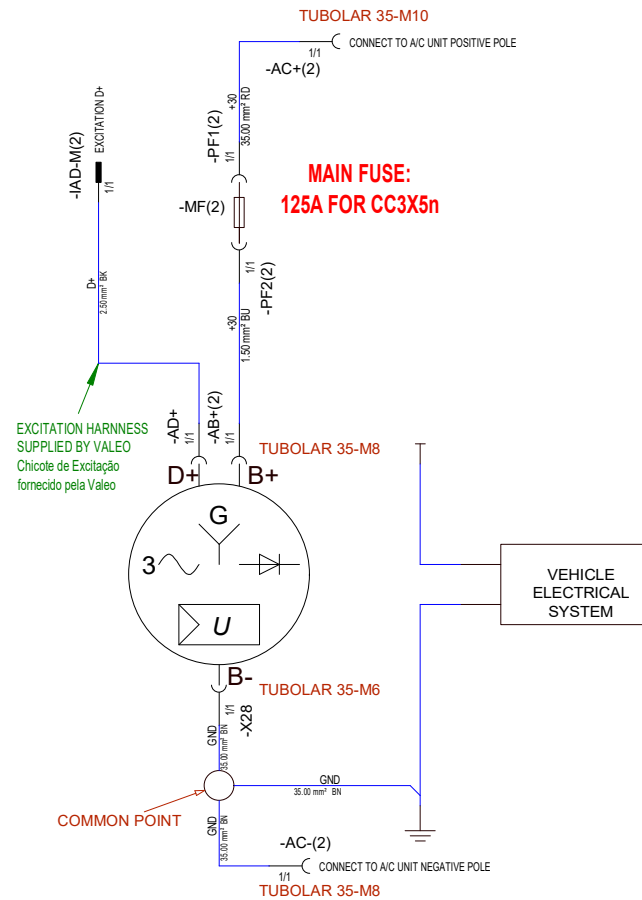 TUBOLAR 35-M10
CONNECT TO A/C UNIT POSITIVE POLE
1/1
-AC+(2)
+30
35.00 mm² RD
-PF1(2)
1/1
-IAD-M(2)
EXCITATION D+
1/1
MAIN FUSE:
125A FOR CC3X5n
-MF(2)
1/1
-PF2(2)
D+
2.50 mm² BK
+30
1.50 mm² BU
EXCITATION HARNNESS
SUPPLIED BY VALEO
Chicote de Excitação
fornecido pela Valeo
-AD+
1/1
-AB+(2)
1/1
TUBOLAR 35-M8
D+
B+
G
3
U
VEHICLE
ELECTRICAL
SYSTEM
B-
TUBOLAR 35-M6
1/1
-X28
GND
35.00 mm² BN
GND
35.00 mm² BN
COMMON POINT
GND
35.00 mm² BN
-AC-(2)
1/1
CONNECT TO A/C UNIT NEGATIVE POLE
TUBOLAR 35-M8